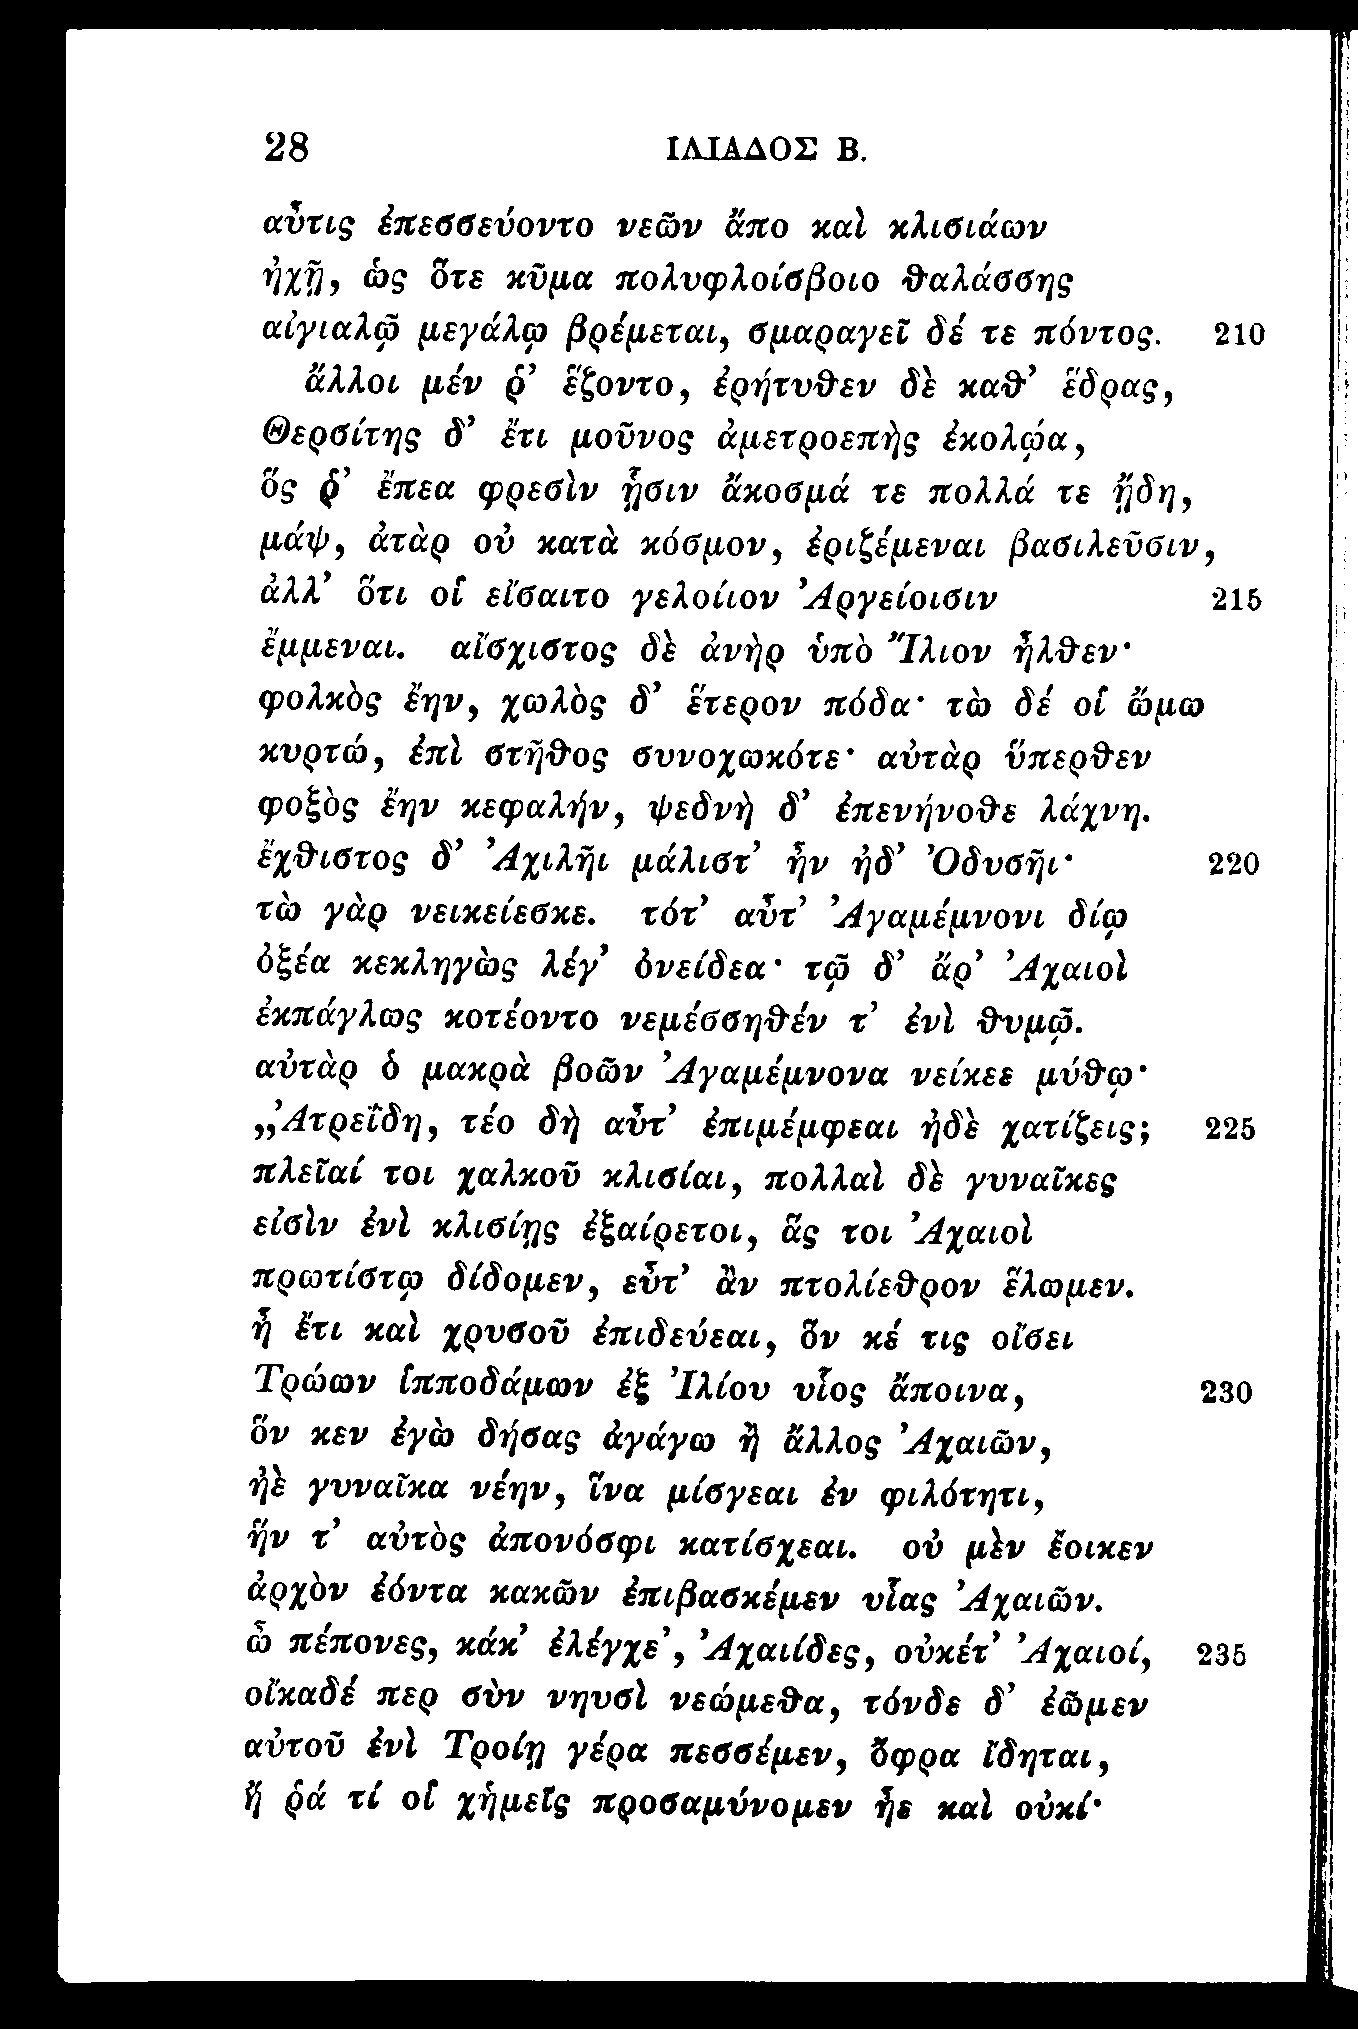 28 ΙΛΙΑΔΟΣ Β.
αὖτις ἐπεσσεύοντο νεῶν ἄπο καὶ κλισιάων
ἠχῇ, ὡς ὅτε κῦμα πολυφλοίσβοιο θαλάσσης
αἰγιαλῷ μεγάλῳ βρέμεται, σμαραγεῖ δέ τε πόντος. 210
ἄλλοι μέν ῥ’ ἕζοντο, ἐρήτυθεν δὲ καθ’ ἕδρας,
Θερσίτης δ’ ἔτι μοῦνος ἀμετροεπὴς ἐκολῴα,
ὅς ῥ’ ἔπεα φρεσὶν ᾗσιν ἄκοσμά τε πολλά τε ᾔδη,
μάψ, ἀτὰρ οὐ κατὰ κόσμον, ἐριζέμεναι βασιλεῦσιν,
ἀλλ’ ὅτι οἷ εἴσαιτο γελοίιον Ἀργείοισιν 215
ἔμμεναι. αἴσχιστος δὲ ἀνὴρ ὑπὸ Ἴλιον ἦλθεν·
φολκὸς ἔην, χωλὸς δ’ ἕτερον πόδα· τὼ δέ οἱ ὤμω
κυρτώ, ἐπὶ στῆθος συνοχωκότε· αὐτὰρ ὕπερθεν
φοξὸς ἔην κεφαλήν, ψεδνὴ δ’ ἐπενήνοθε λάχνη.
ἔχθιστος δ’ Ἀχιλῆι μάλιστ’ ἦν ἠδ’ Ὀδυσῆι· 220
τὼ γὰρ νεικείεσκε. τότ’ αὖτ’ Ἀγαμέμνονι δίῳ
ὀξέα κεκληγὼς λέγ’ ὀνείδεα· τῷ δ’ ἄρ’ Ἀχαιοὶ
ἐκπάγλως κοτέοντο νεμέσσηθέν τ’ ἐνὶ θυμῷ.
αὐτὰρ ὁ μακρὰ βοῶν Ἀγαμέμνονα νείκεε μύθῳ·
„Ἀτρεΐδη, τέο δὴ αὖτ’ ἐπιμέμφεαι ἠδὲ χατίζεις; 225
πλεῖαί τοι χαλκοῦ κλισίαι, πολλαὶ δὲ γυναῖκες
εἰσὶν ἐνὶ κλισίῃς ἐξαίρετοι, ἅς τοι Ἀχαιοὶ
πρωτίστῳ δίδομεν, εὖτ’ ἂν πτολίεθρον ἕλωμεν.
ἦ ἔτι καὶ χρυσοῦ ἐπιδεύεαι, ὅν κέ τις οἴσει
Τρώων ἱπποδάμων ἐξ Ἰλίου υἷος ἄποινα, 230
ὅν κεν ἐγὼ δήσας ἀγάγω ἢ ἄλλος Ἀχαιῶν,
ἠὲ γυναῖκα νέην, ἵνα μίσγεαι ἐν φιλότητι,
ἥν τ’ αὐτὸς ἀπονόσφι κατίσχεαι. οὐ μὲν ἔοικεν
ἀρχὸν ἐόντα κακῶν ἐπιβασκέμεν υἷας Ἀχαιῶν.
ὦ πέπονες, κάκ’ ἐλέγχε’, Ἀχαιίδες, οὐκέτ’ Ἀχαιοί, 235
οἴκαδέ περ σὺν νηυσὶ νεώμεθα, τόνδε δ’ ἐῶμεν
αὐτοῦ ἐνὶ Τροίῃ γέρα πεσσέμεν, ὄφρα ἴδηται,
ἤ ῥά τί οἱ χἠμεῖς προσαμύνομεν ἦε καὶ οὐκί·